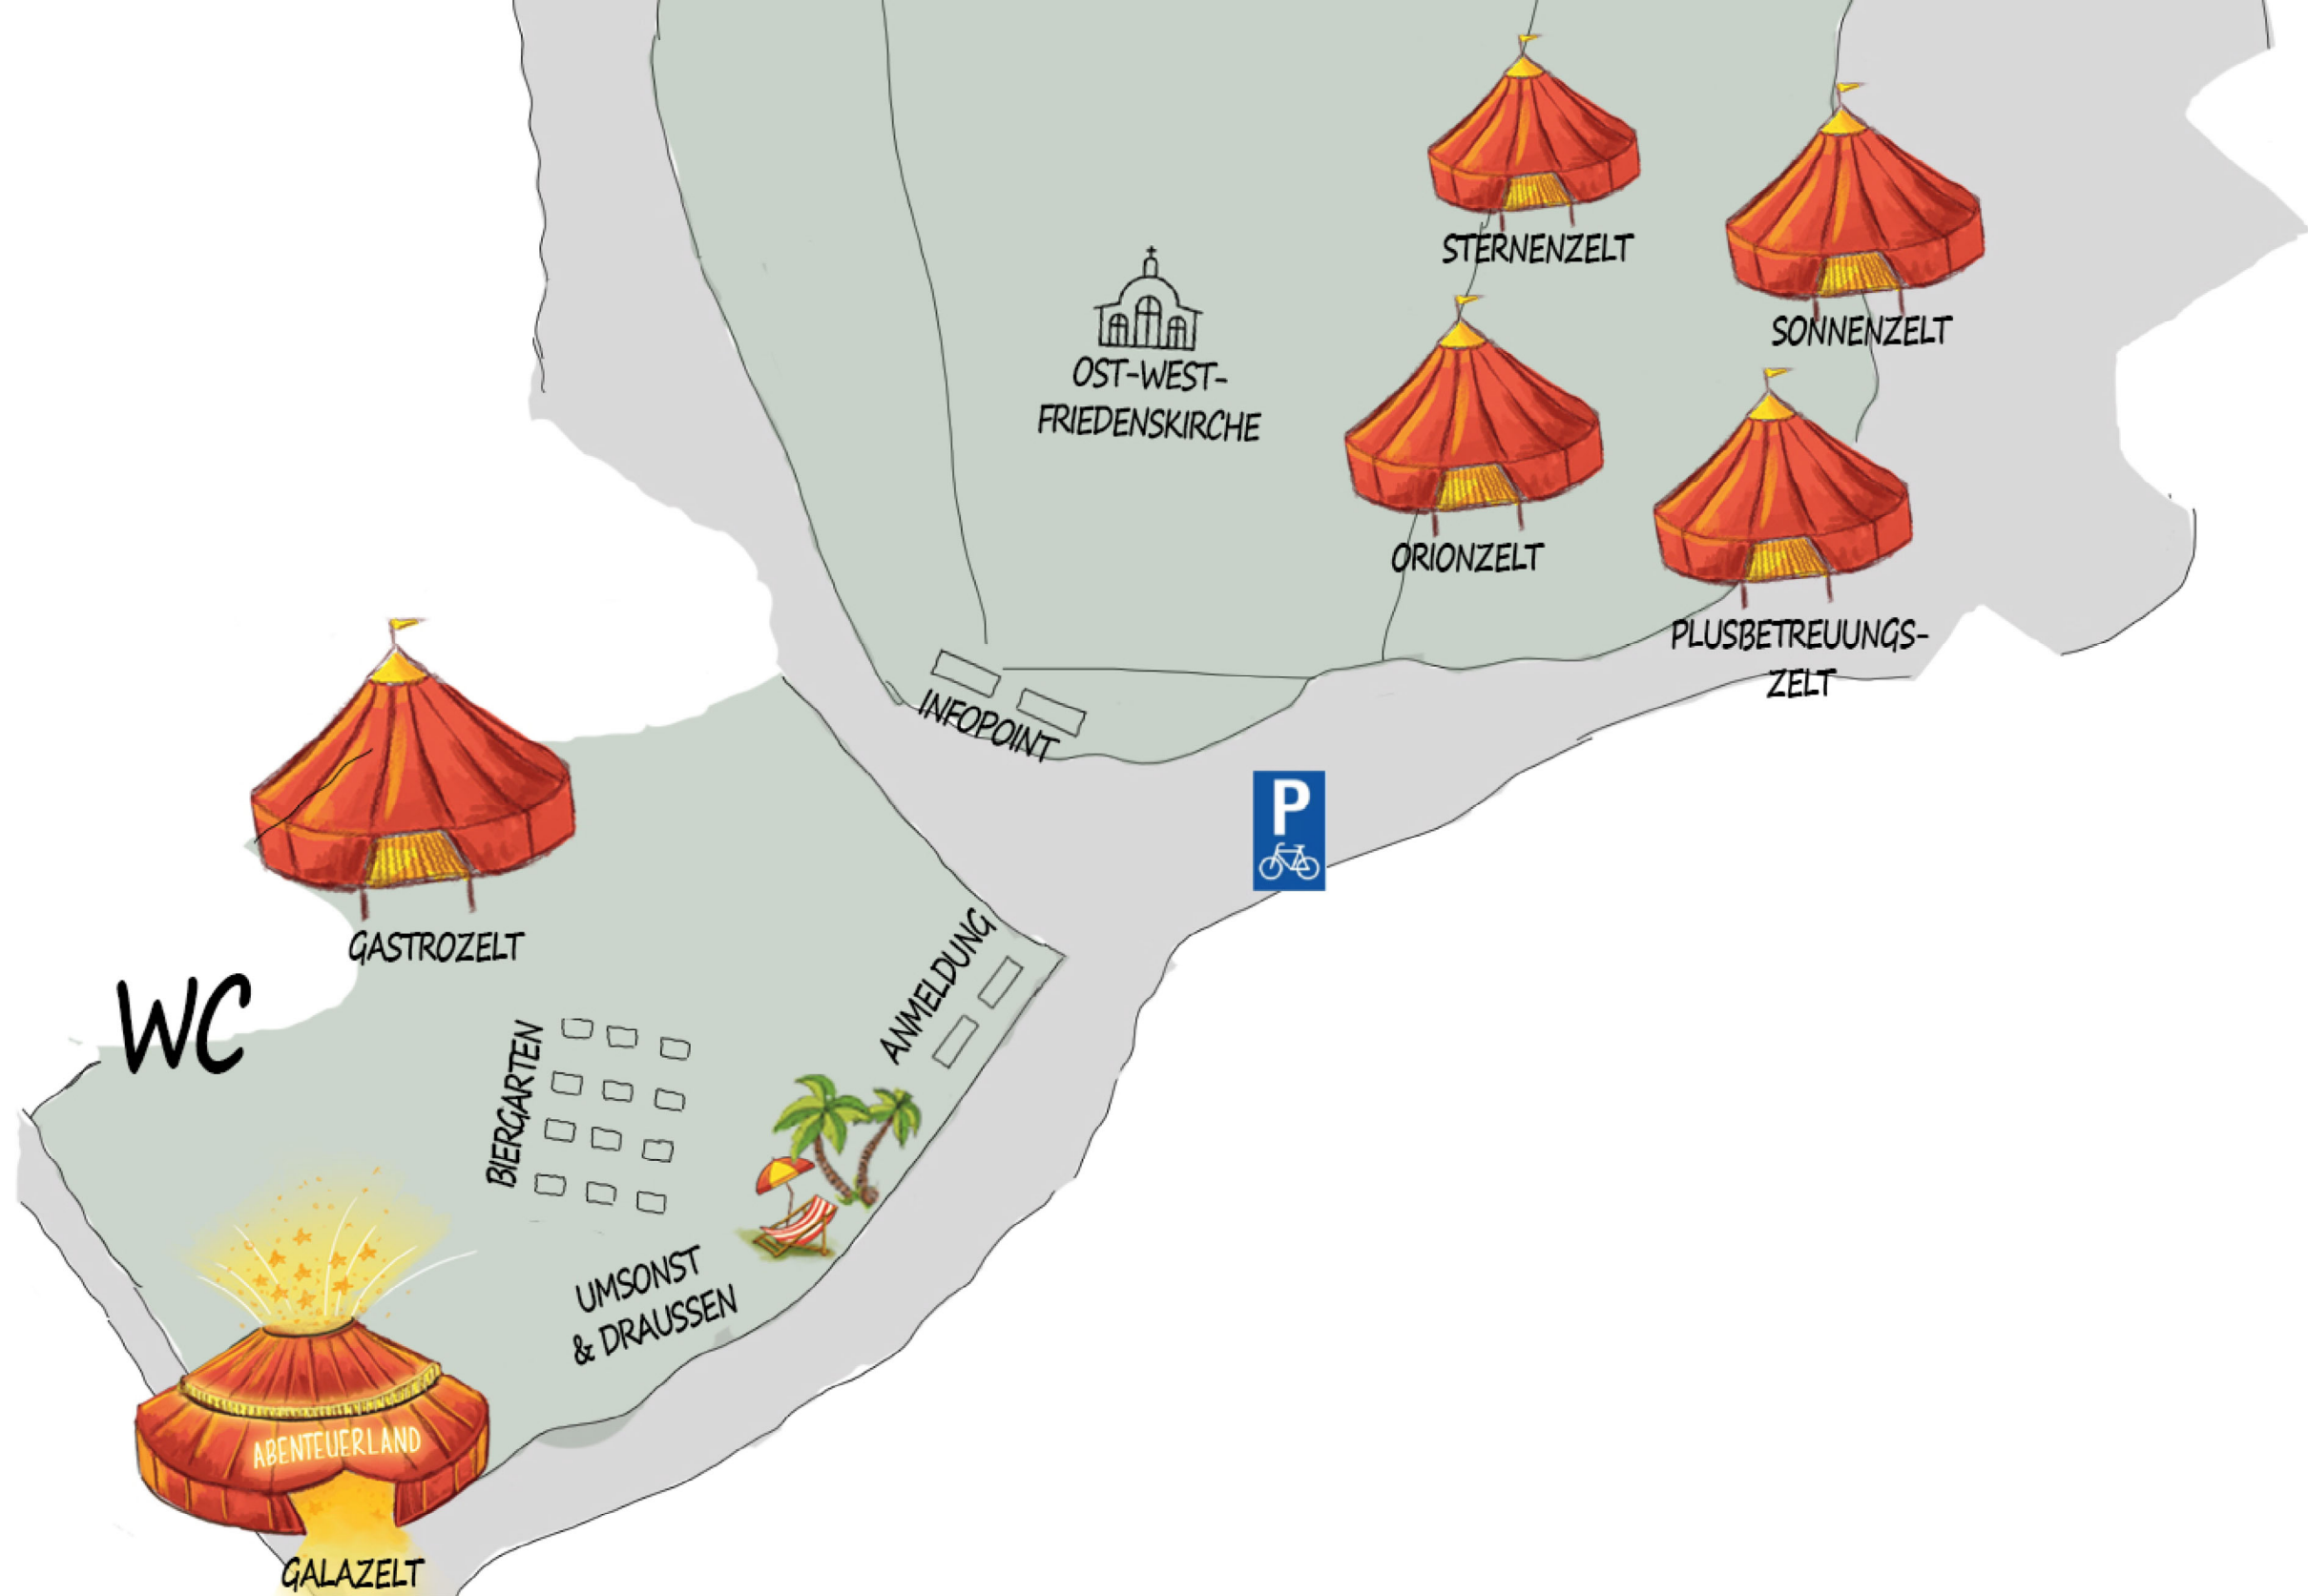 STERNENZELT
SONNENZELT
OST-WEST-
FRIEDENSKIRCHE
ORIONZELT
PLUSBETREUUNGS-
ZELT
INFOPOINT
P
GASTROZELT
WC
ANMELDUNG
BIERGARTEN
UMSONST
& DRAUSSEN
ABENTEUERLAND
GALAZELT